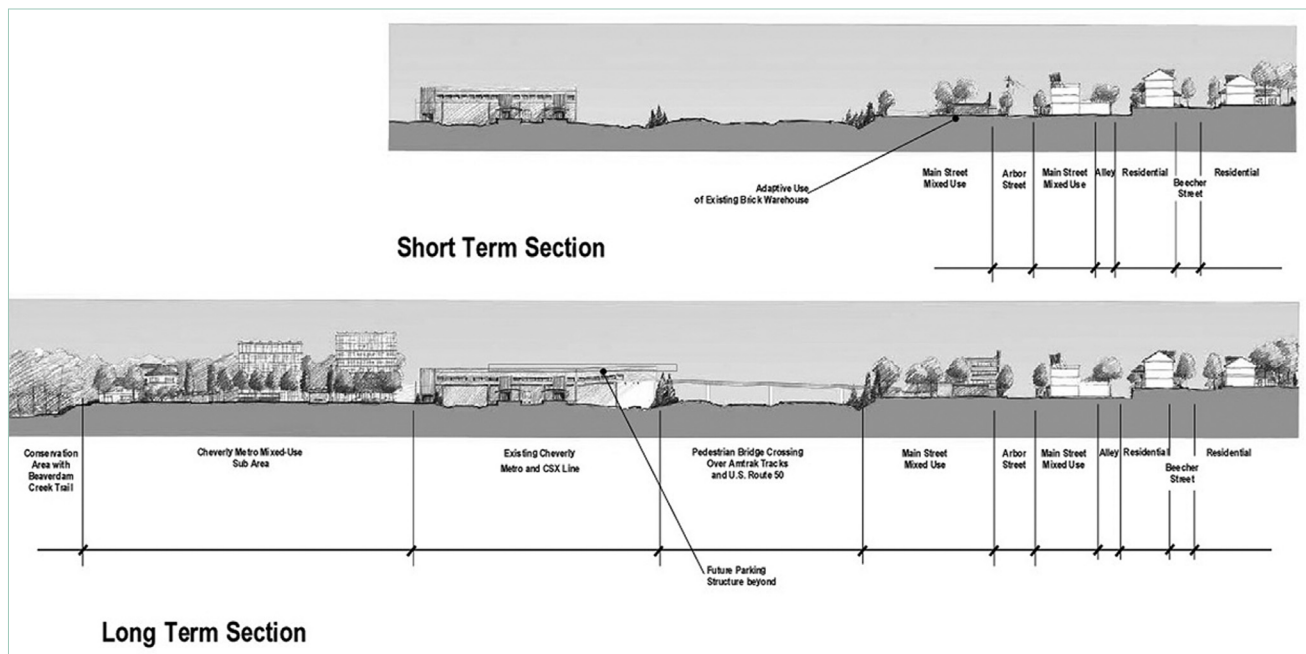 Main Street
Mixed Use
Arbor
Street
Main Street
Mixed Use
Alley
Residential
Beecher
Street
Residential
Adaptive Use
of Existing Brick Warehouse
Short Term Section
Conservation
Area with
Beaverdam
Creek Trail
Cheverly Metro Mixed-Use
Sub Area
Existing Cheverly
Metro and CSX Line
Pedestrian Bridge Crossing
Over Amtrak Tracks
and U.S. Route 50
Main Street
Mixed Use
Arbor
Street
Main Street
Mixed Use
Alley
Residential
Beecher
Street
Residential
Future Parking
Structure beyond
Long Term Section